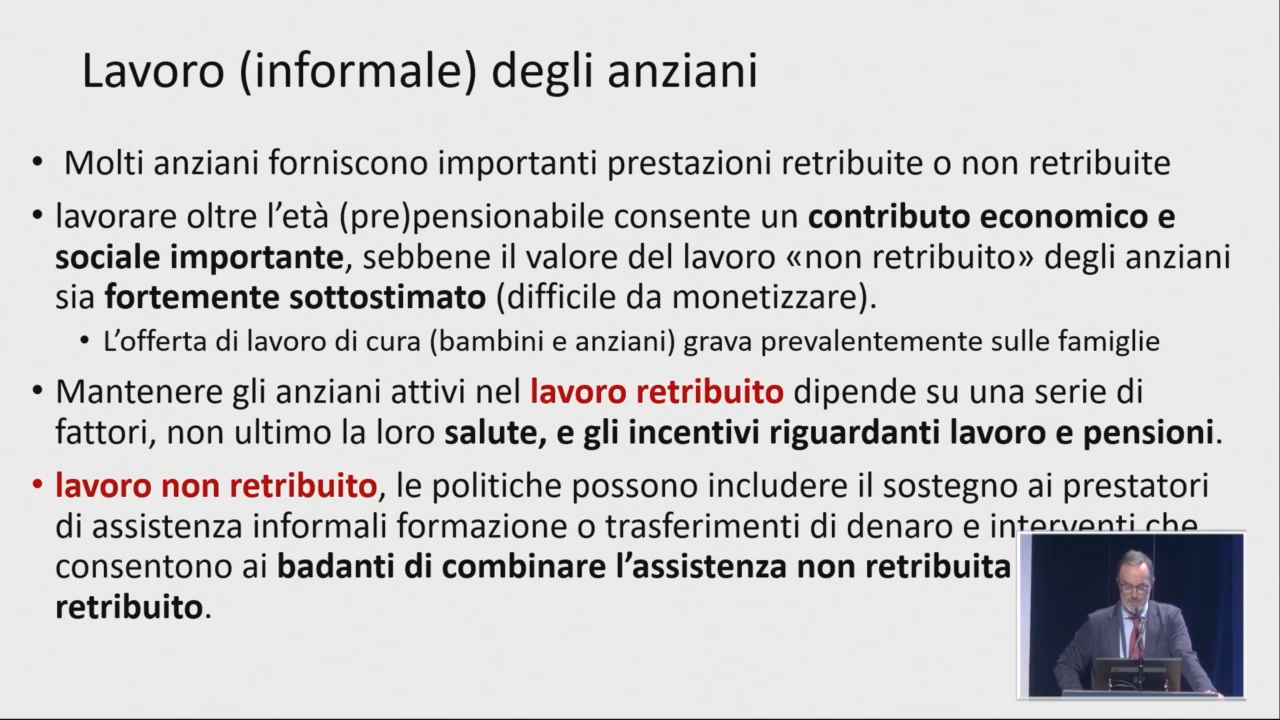 Lavoro (informale) degli anziani
• Molti anziani forniscono importanti prestazioni retribuite o non retribuite
• lavorare oltre l’età (pre)pensionabile consente un contributo economico e
sociale importante, sebbene il valore del lavoro «non retribuito» degli anziani
sia fortemente sottostimato (difficile da monetizzare).
• L’offerta di lavoro di cura (bambini e anziani) grava prevalentemente sulle famiglie
• Mantenere gli anziani attivi nel lavoro retribuito dipende su una serie di
fattori, non ultimo la loro salute, e gli incentivi riguardanti lavoro e pensioni.
• lavoro non retribuito, le politiche possono includere il sostegno ai prestatori
di assistenza informali formazione o trasferimenti di denaro e interventi che
consentono ai badanti di combinare l’assistenza non retribuita
retribuito.